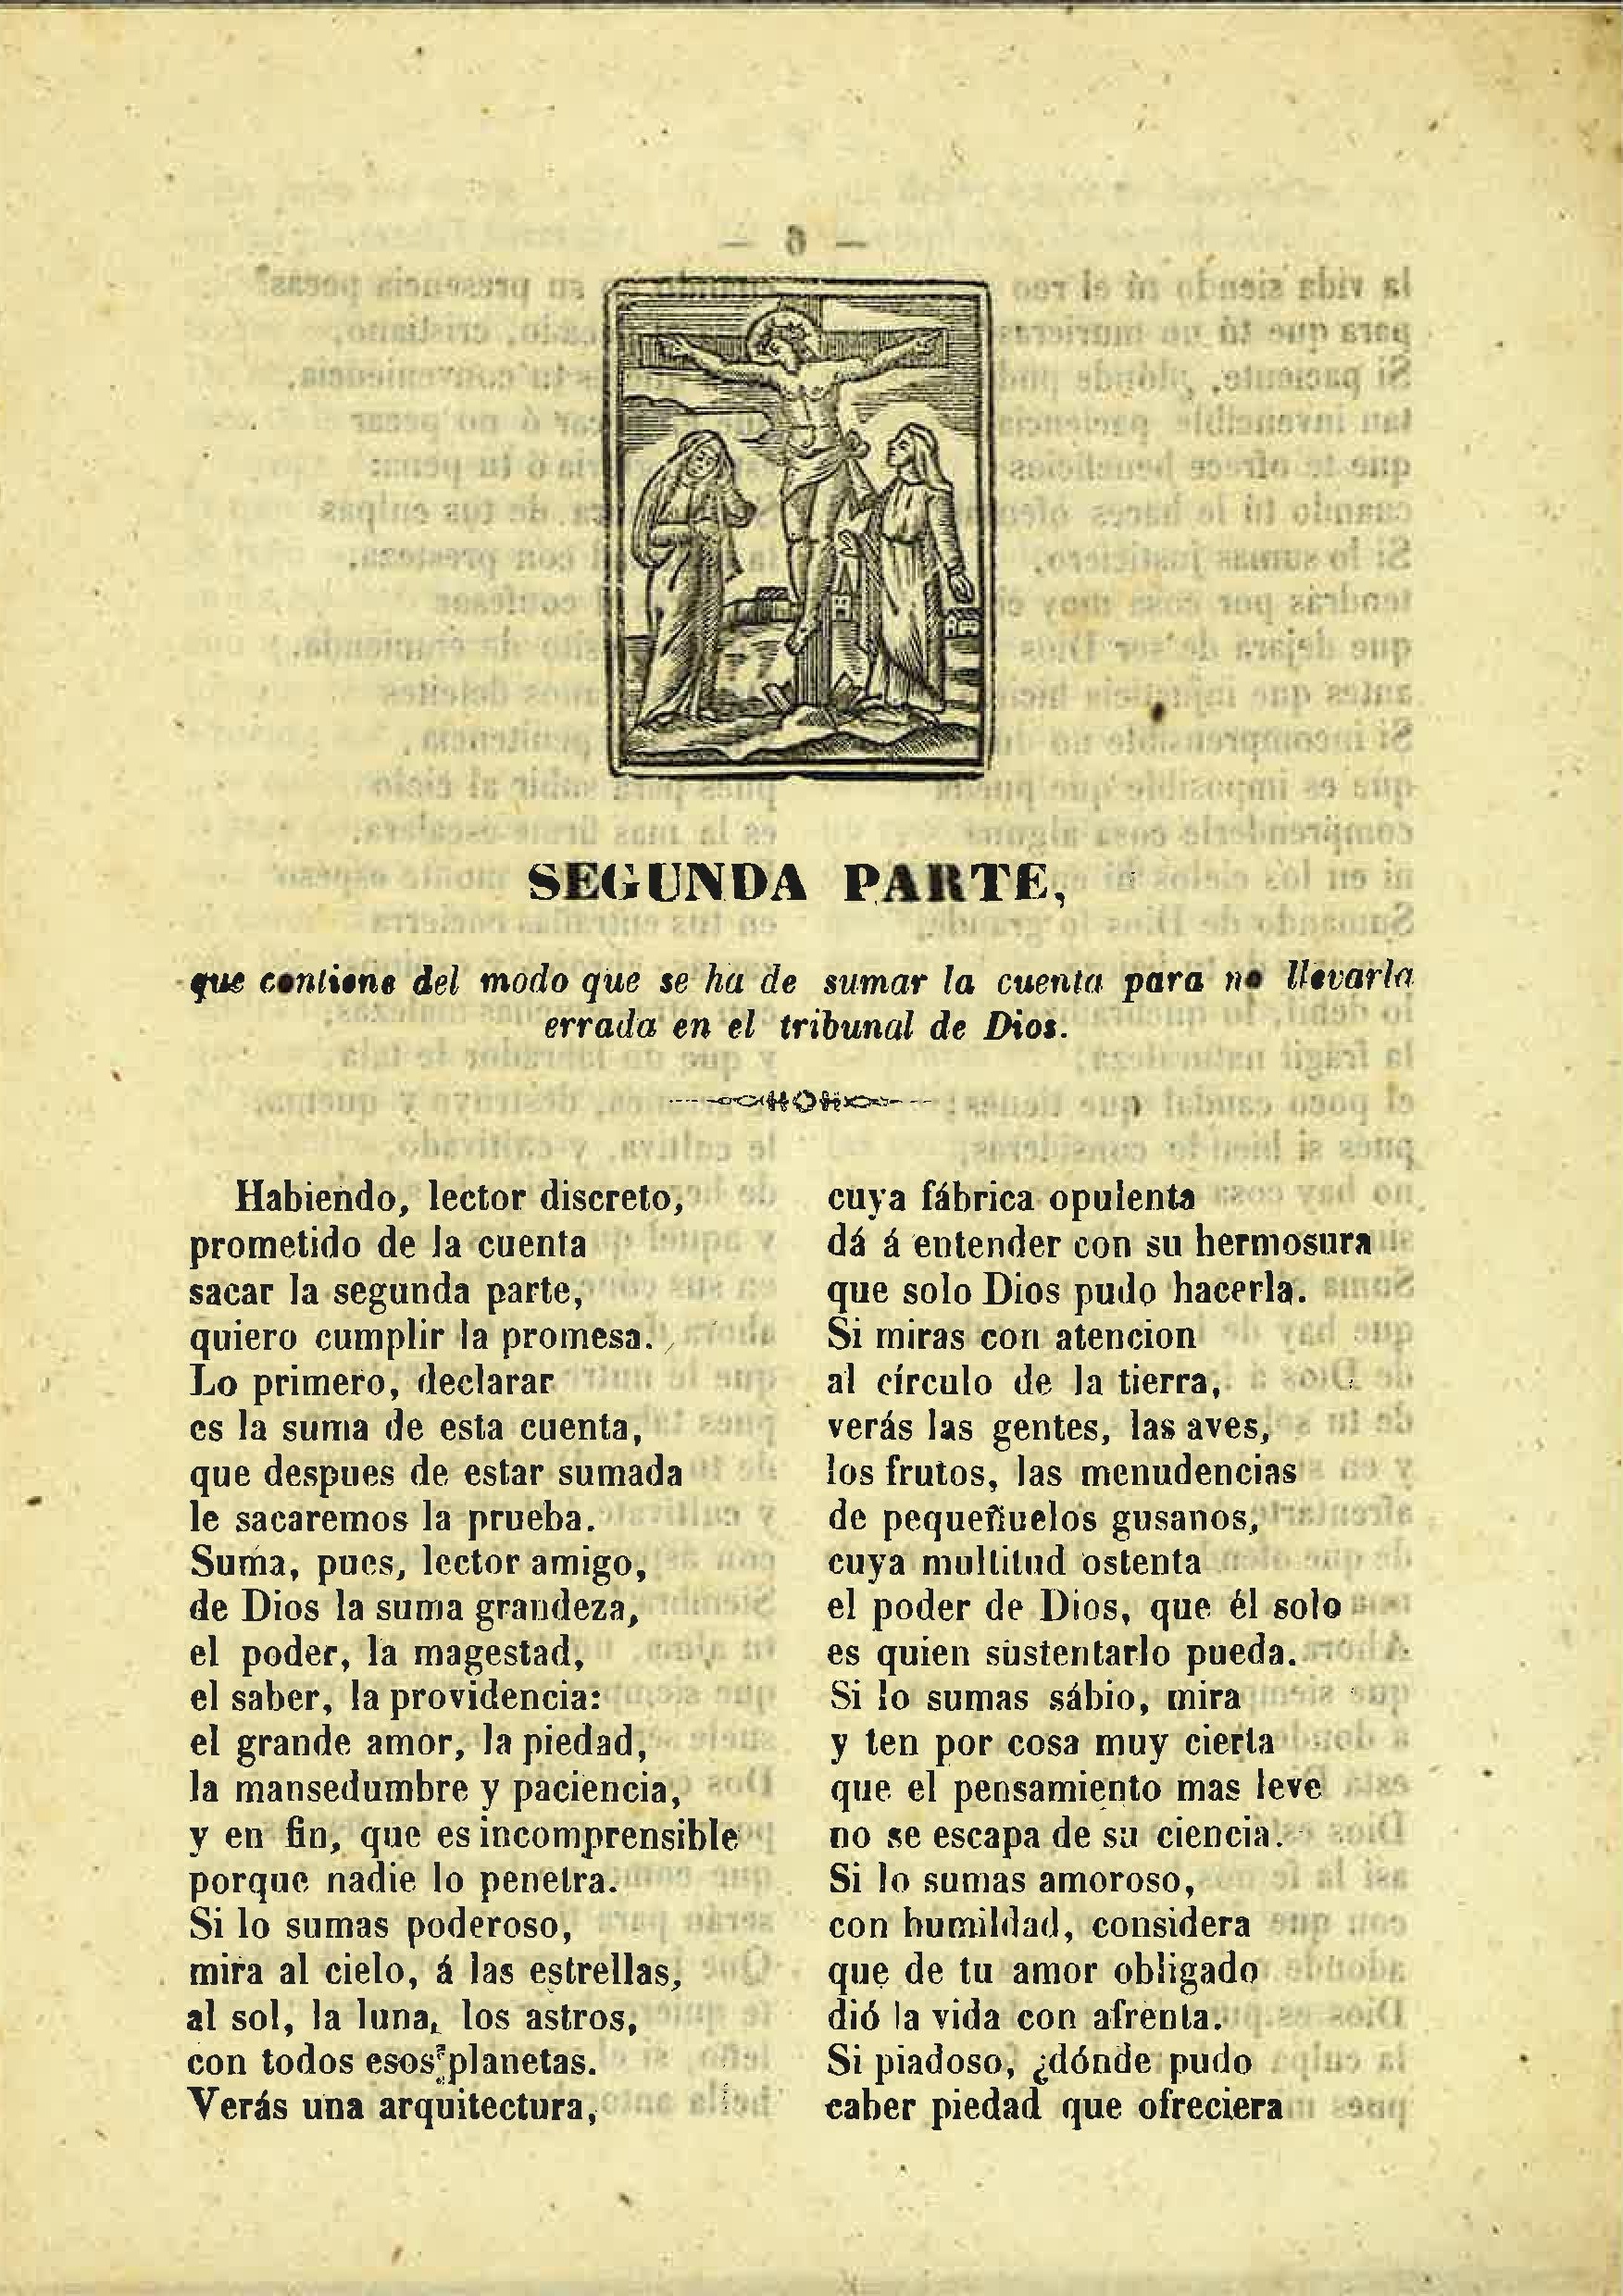 SEGUNDA PARTE,
que contiene del modo que se ha de sumar la cuenta para no llevarla
errada en el tribunal de Dios.
Habiendo, lector discreto,
prometido de la cuenta
sacar la segunda parte,
quiero cumplir la promesa.
Lo primero, declarar
es la suma de esta cuenta,
que despues de estar sumada
le sacaremos la prueba.
Suma, pues, lector amigo,
de Dios la suma grandeza,
el poder, la magestad,
el saber, la providencia:
el grande amor, la piedad,
la mansedumbre y paciencia,
y en fin, que es incomprensible
porque nadie lo penetra.
Si lo sumas poderoso,
mira al cielo, á las estrellas,
al sol, la luna, los astros,
con todos esos planetas.
Verás una arquitectura,
cuya fábrica opulenta
dá á entender con su hermosura
que solo Dios pudo hacerla.
Si miras con atencion
al círculo de la tierra,
verás las gentes, las aves,
los frutos, las menudencias
de pequeñuelos gusanos,
cuya multitud ostenta
el poder de Dios, que él solo
es quien sustentarlo pueda.
Si lo sumas sábio, mira
y ten por cosa muy cierta
que el pensamiento mas leve
no se escapa de su ciencia.
Si lo sumas amoroso,
con humildad, considera
que de tu amor obligado
dió la vida con afrenta.
Si piadoso, ¿dónde pudo
caber piedad que ofreciera